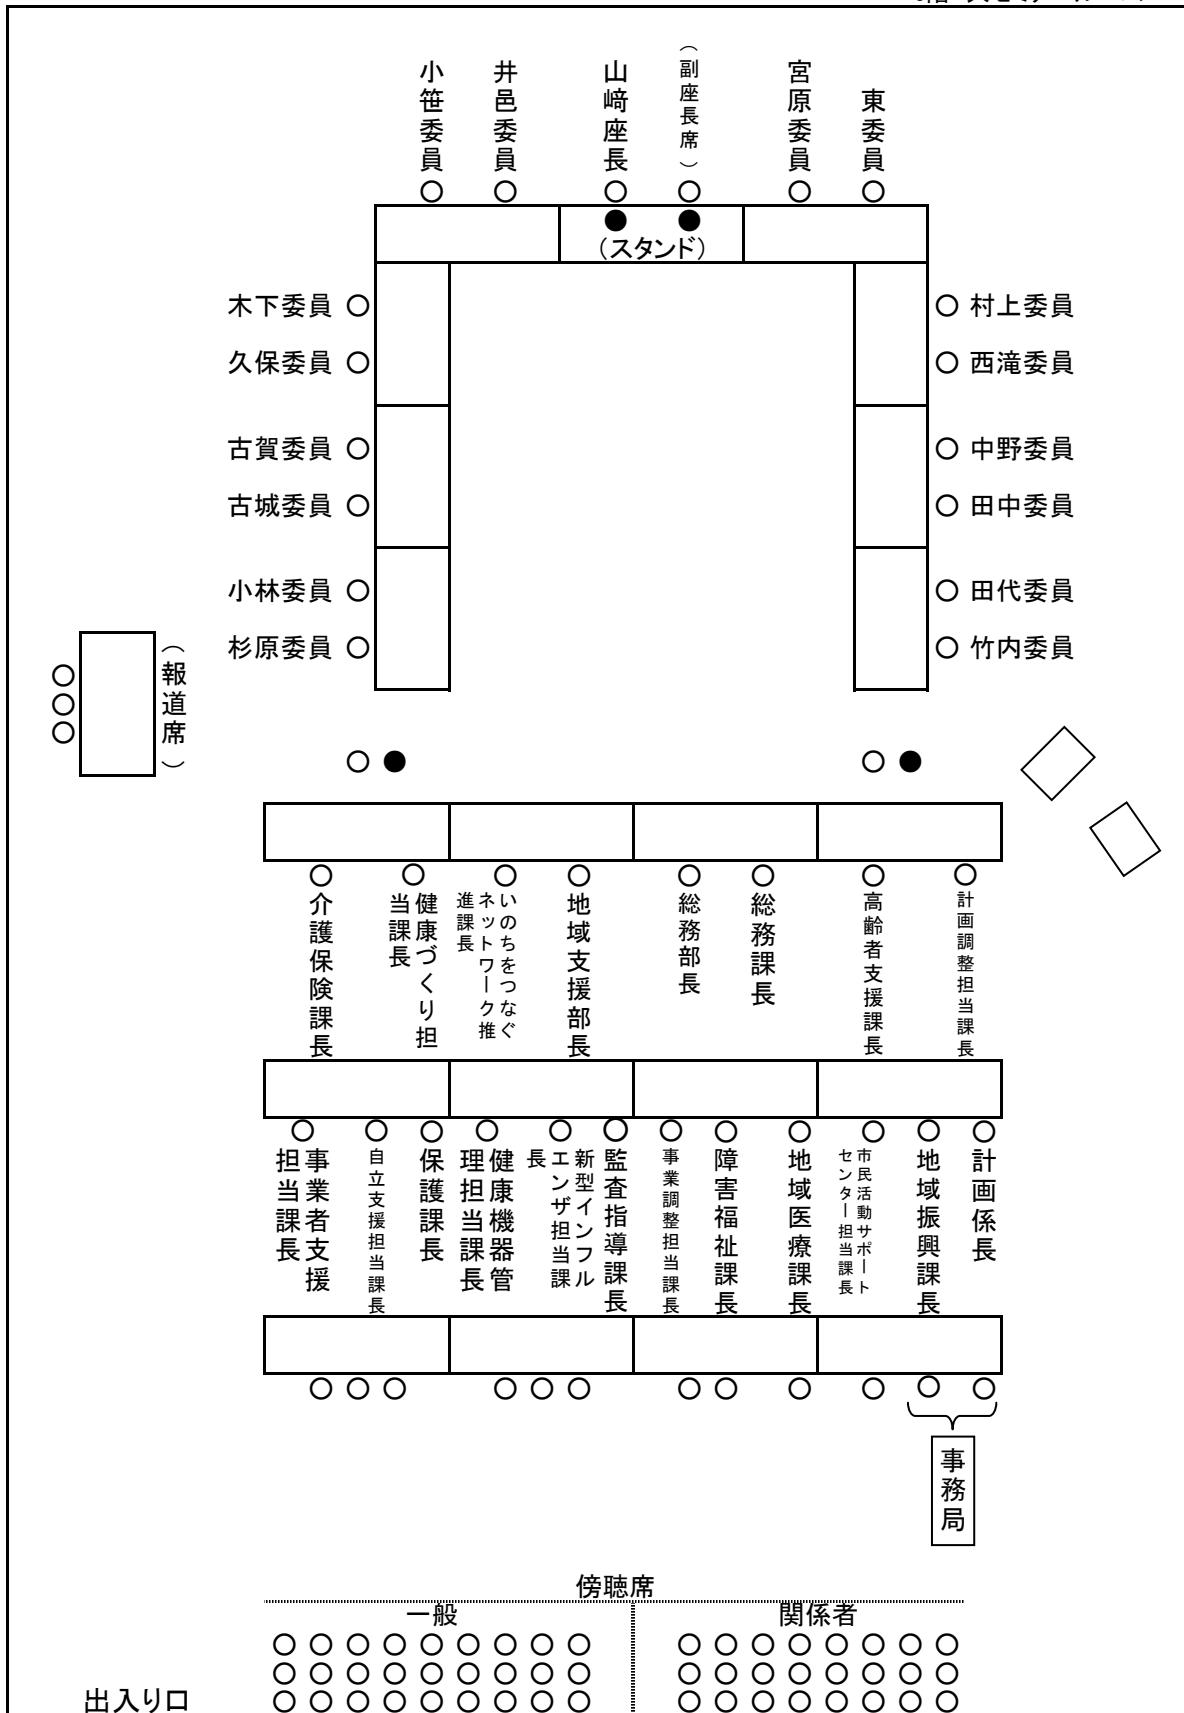 小笹委員
井邑委員
山﨑座長
（副座長席）
宮原委員
東委員
（スタンド）
木下委員
村上委員
久保委員
西滝委員
古賀委員
中野委員
古城委員
田中委員
小林委員
田代委員
杉原委員
竹内委員
（報道席）
介護保険課長
健康づくり担
当課長
いのちをつなぐ
ネットワーク推
進課長
地域支援部長
総務部長
総務課長
高齢者支援課長
計画調整担当課長
事業者支援
担当課長
自立支援担当課長
保護課長
健康機器管
理担当課長
新型インフル
エンザ担当課
長
監査指導課長
事業調整担当課長
障害福祉課長
地域医療課長
市民活動サポート
センター担当課長
地域振興課長
計画係長
事務局
傍聴席
一般
関係者
出入り口